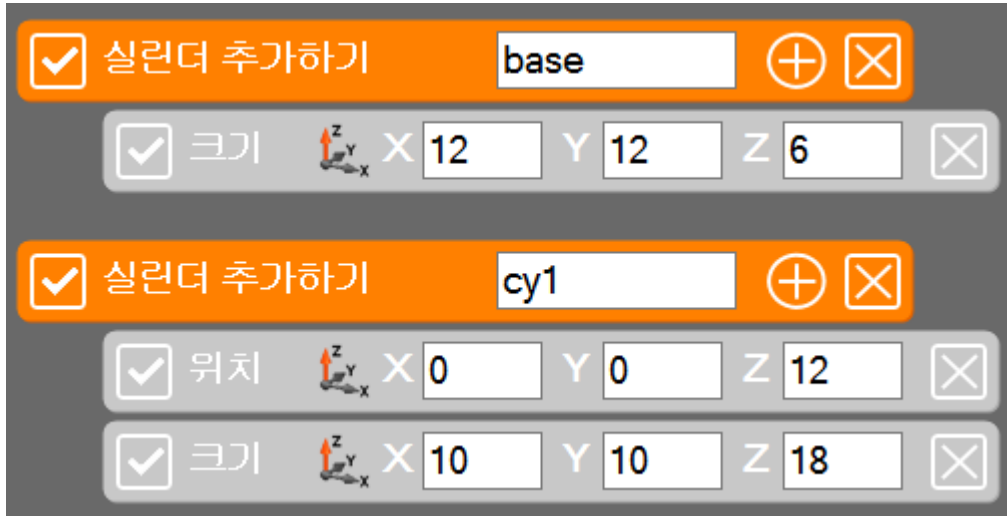 실린더 추가하기 base
크기 Z Y X X 12 Y 12 Z 6
실린더 추가하기 cy1
위치 Z Y X X 0 Y 0 Z 12
크기 Z Y X X 10 Y 10 Z 18